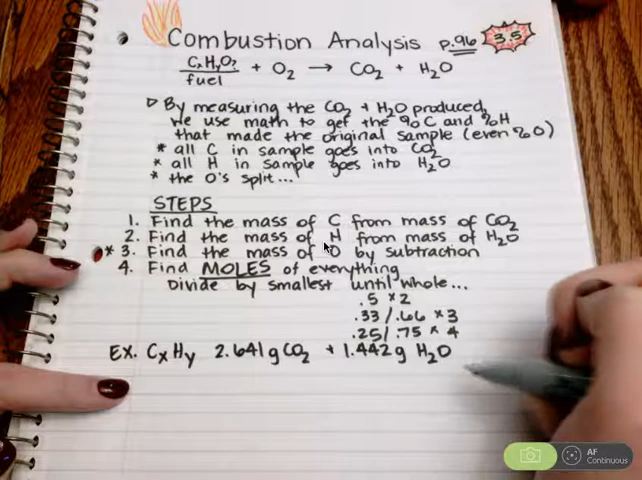 Combustion Analysis p.96 3.5
CxHyO? + O2 → CO2 + H2O
fuel
▷ By measuring the CO2 + H2O produced,
we use math to get the %C and %H
that made the original sample (even %O)
* all C in sample goes into CO2
* all H in sample goes into H2O
* the O's split...
STEPS
1. Find the mass of C from mass of CO2
2. Find the mass of H from mass of H2O
* 3. Find the mass of O by subtraction
4. Find MOLES of everything
Divide by smallest until whole...
.5 × 2
.33/.66 × 3
.25/.75 × 4
EX. CxHy 2.641g CO2 + 1.442g H2O
AF
Continuous